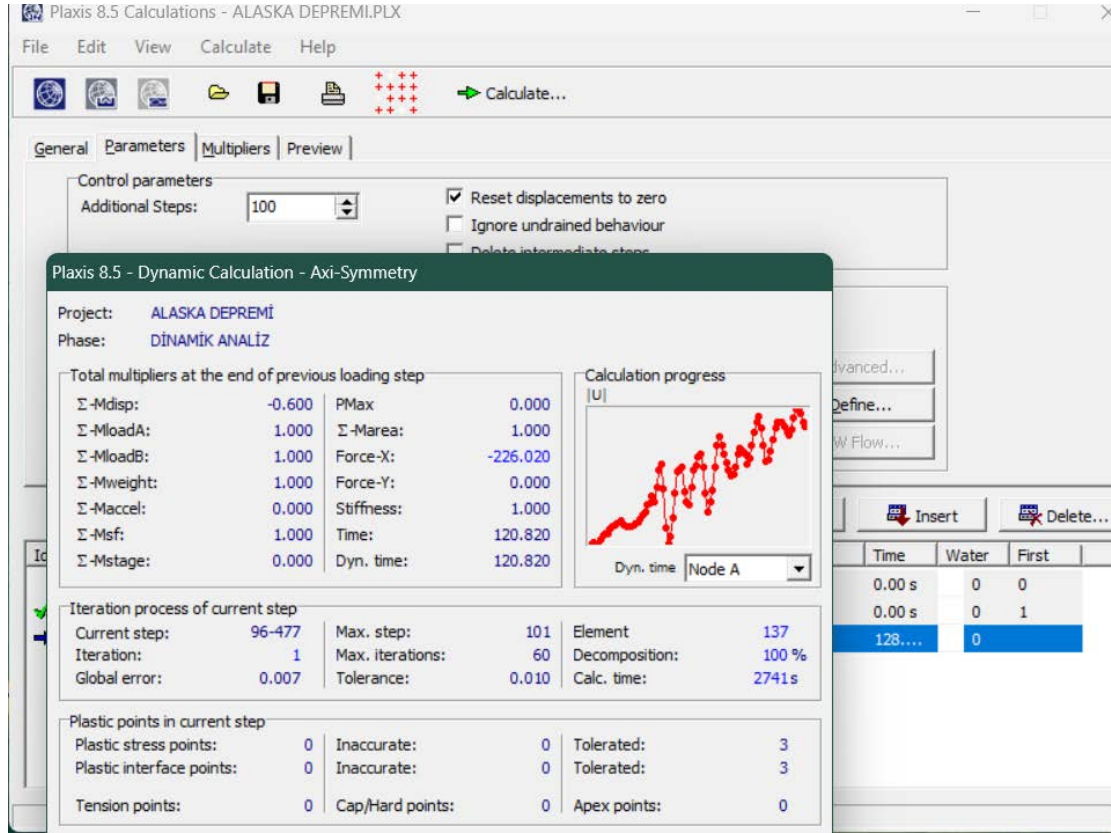 Plaxis 8.5 Calculations - ALASKA DEPREMI.PLX
File Edit View Calculate Help
Calculate...
General Parameters Multipliers Preview
Control parameters
Additional Steps: 100
Reset displacements to zero
Ignore undrained behaviour
Delete intermediate steps
Plaxis 8.5 - Dynamic Calculation - Axi-Symmetry
Project: ALASKA DEPREMİ
Phase: DİNAMİK ANALİZ
Total multipliers at the end of previous loading step
Σ-Mdisp: -0.600 PMax 0.000
Σ-MloadA: 1.000 Σ-Marea: 1.000
Σ-MloadB: 1.000 Force-X: -226.020
Σ-Mweight: 1.000 Force-Y: 0.000
Σ-Maccel: 0.000 Stiffness: 1.000
Σ-Msf: 1.000 Time: 120.820
Σ-Mstage: 0.000 Dyn. time: 120.820
Calculation progress
|U|
Dyn. time Node A
Define...
W Flow...
Insert Delete...
Time Water First
0.00 s 0 0
0.00 s 0 1
128.... 0
Iteration process of current step
Current step: 96-477 Max. step: 101 Element 137
Iteration: 1 Max. iterations: 60 Decomposition: 100 %
Global error: 0.007 Tolerance: 0.010 Calc. time: 2741s
Plastic points in current step
Plastic stress points: 0 Inaccurate: 0 Tolerated: 3
Plastic interface points: 0 Inaccurate: 0 Tolerated: 3
Tension points: 0 Cap/Hard points: 0 Apex points: 0